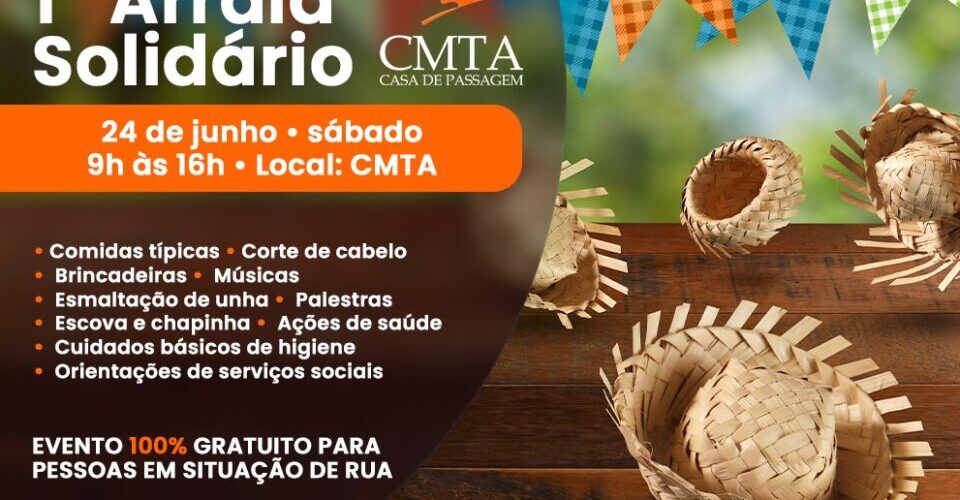 1º Arraiá
Solidário
CMTA
CASA DE PASSAGEM
24 de junho • sábado
9h às 16h • Local: CMTA
• Comidas típicas • Corte de cabelo
• Brincadeiras • Músicas
• Esmaltação de unha • Palestras
• Escova e chapinha • Ações de saúde
• Cuidados básicos de higiene
• Orientações de serviços sociais
EVENTO 100% GRATUITO PARA
PESSOAS EM SITUAÇÃO DE RUA